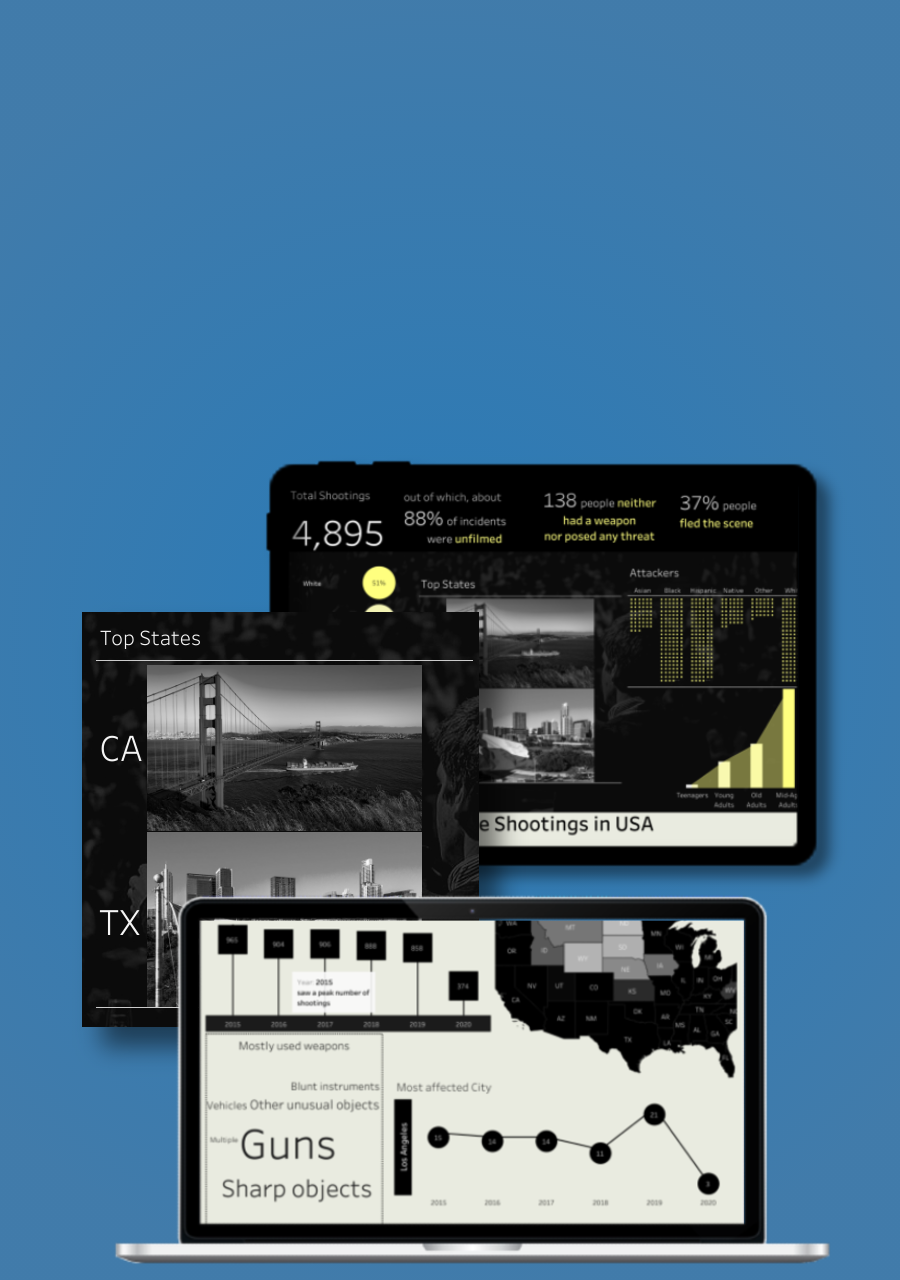 Total Shootings
4,895
out of which, about
88% of incidents
were unfilmed
138 people neither
had a weapon
nor posed any threat
37% people
fled the scene
White
51%
Top States
Attackers
Asian Black Hispanic Native Other Whi
Teenagers Young Adults Old Adults Mid-Ag Adults
e Shootings in USA
Top States
CA
TX
965 904 906 888 858 374
Year: 2015
saw a peak number of
shootings
2015 2016 2017 2018 2019 2020
WA MT MN WI MI
OR ID SD WY IA
NV UT CO NE KS MO IL IN OH KY WV
CA AZ NM OK AR TN SC
TX LA MS AL GA FL
Mostly used weapons
Blunt instruments
Vehicles Other unusual objects
Multiple Guns
Sharp objects
Most affected City
Los Angeles
15 14 14 11 21 3
2015 2016 2017 2018 2019 2020